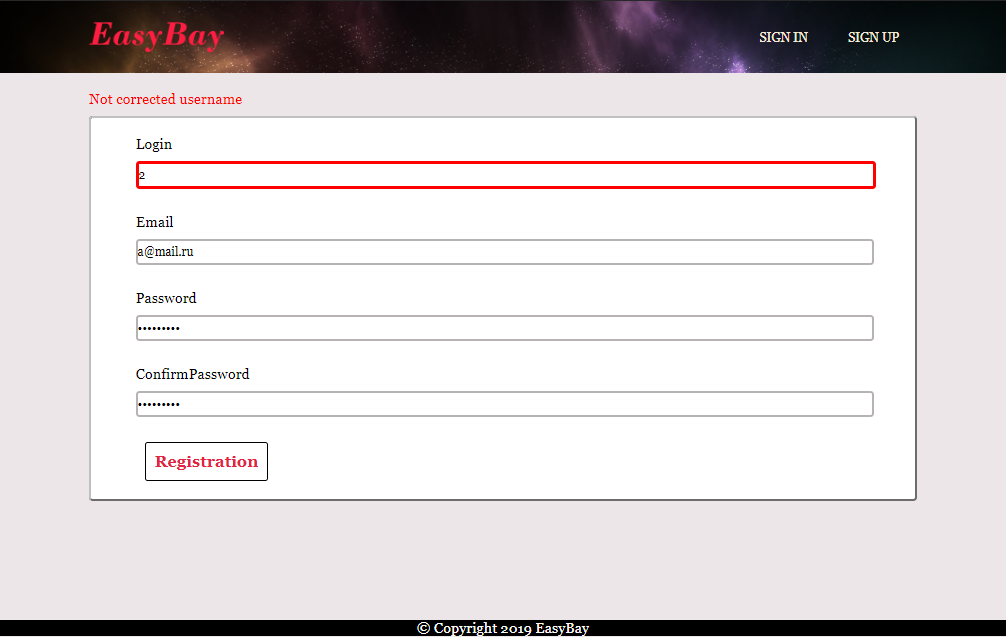 EasyBay
SIGN IN
SIGN UP
Not corrected username
Login
2
Email
a@mail.ru
Password
•••••••••
ConfirmPassword
•••••••••
Registration
© Copyright 2019 EasyBay